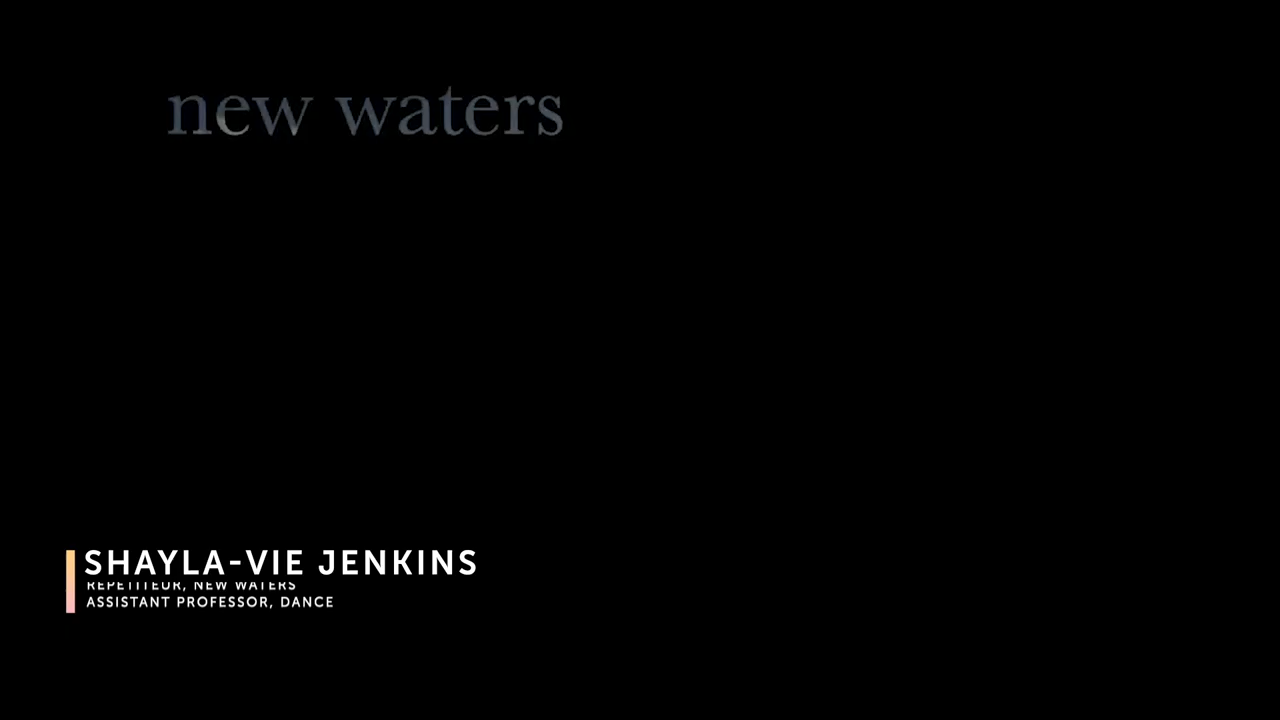 new waters
SHAYLA-VIE JENKINS
REPETITEUR, NEW WATERS
ASSISTANT PROFESSOR, DANCE